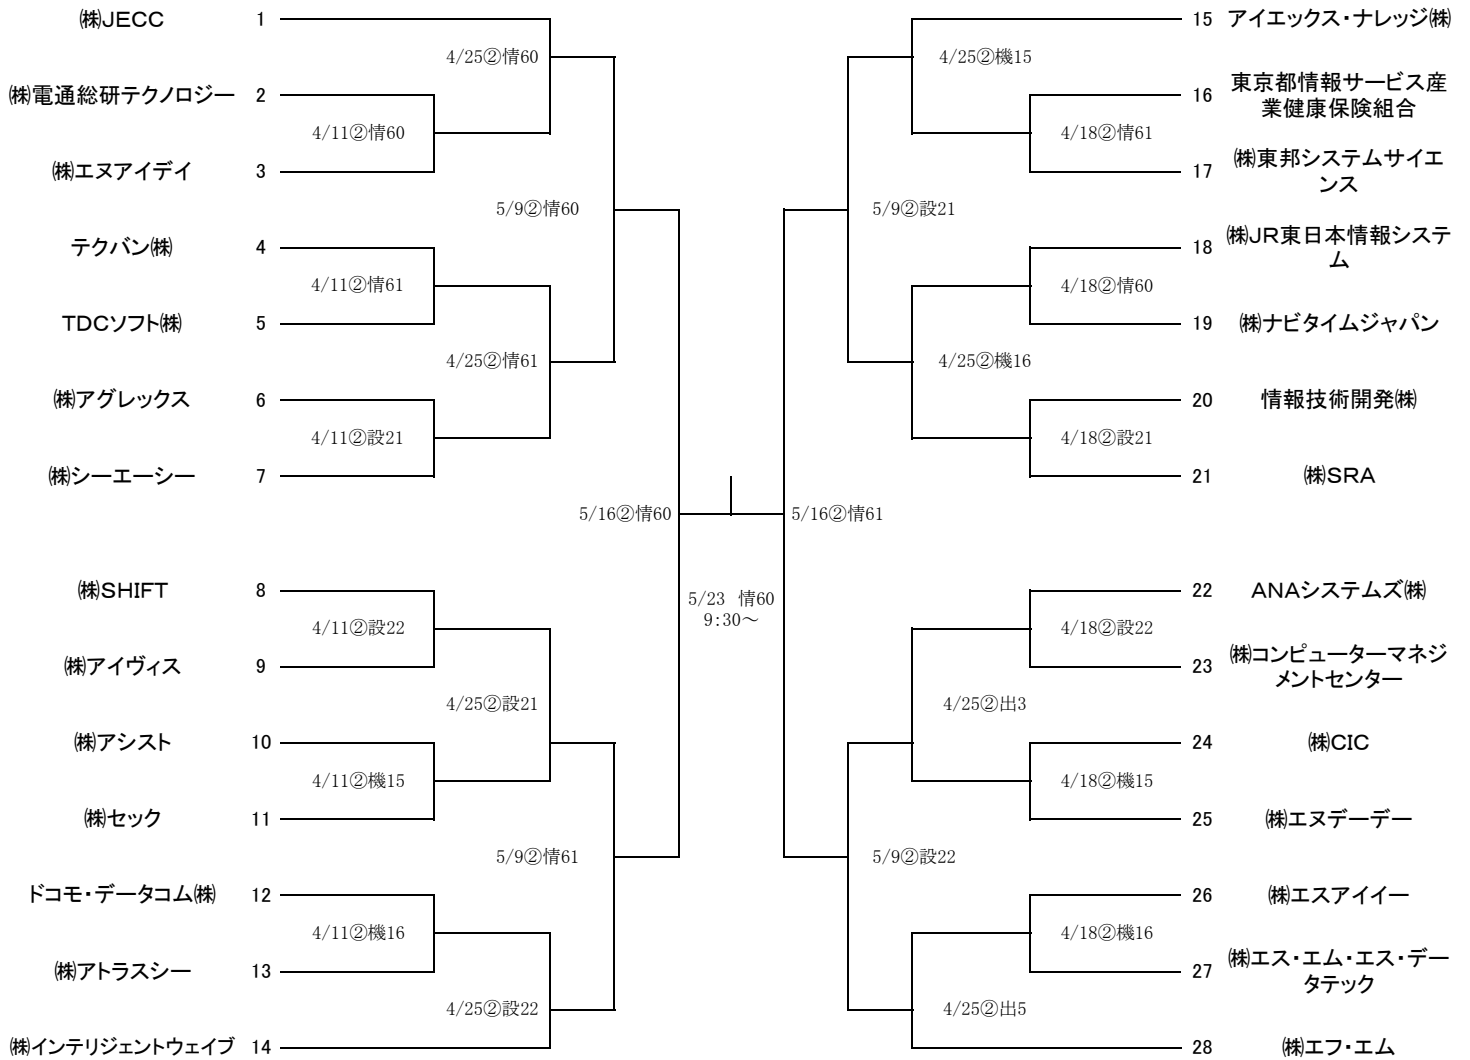 ㈱JECC 1
4/25②情60
㈱電通総研テクノロジー 2
4/11②情60
㈱エヌアイデイ 3
5/9②情60
テクバン㈱ 4
4/11②情61
TDCソフト㈱ 5
4/25②情61
㈱アグレックス 6
4/11②設21
㈱シーエーシー 7
5/16②情60
㈱SHIFT 8
4/11②設22
㈱アイヴィス 9
4/25②設21
㈱アシスト 10
4/11②機15
㈱セック 11
5/9②情61
ドコモ・データコム㈱ 12
4/11②機16
㈱アトラスシー 13
4/25②設22
㈱インテリジェントウェイブ 14
5/23 情60
9:30～
15 アイエックス・ナレッジ㈱
4/25②機15
16 東京都情報サービス産
業健康保険組合
4/18②情61
17 ㈱東邦システムサイエ
ンス
5/9②設21
18 ㈱JR東日本情報システ
ム
4/18②情60
19 ㈱ナビタイムジャパン
4/25②機16
20 情報技術開発㈱
4/18②設21
21 ㈱SRA
5/16②情61
22 ANAシステムズ㈱
4/18②設22
23 ㈱コンピューターマネジ
メントセンター
4/25②出3
24 ㈱CIC
4/18②機15
25 ㈱エヌデーデー
5/9②設22
26 ㈱エスアイイー
4/18②機16
27 ㈱エス・エム・エス・デー
タテック
4/25②出5
28 ㈱エフ・エム